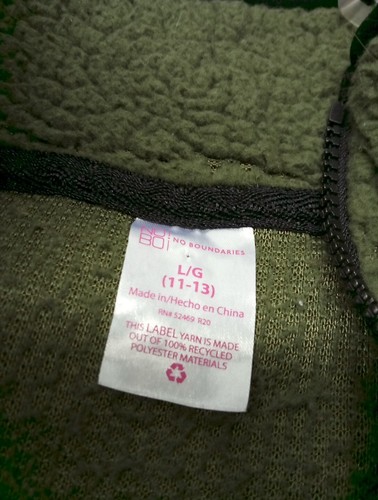 NO BOUNDARIES
L/G
(11-13)
Made in/Hecho en China
RN# 52469 R20
THIS LABEL YARN IS MADE
OUT OF 100% RECYCLED
POLYESTER MATERIALS